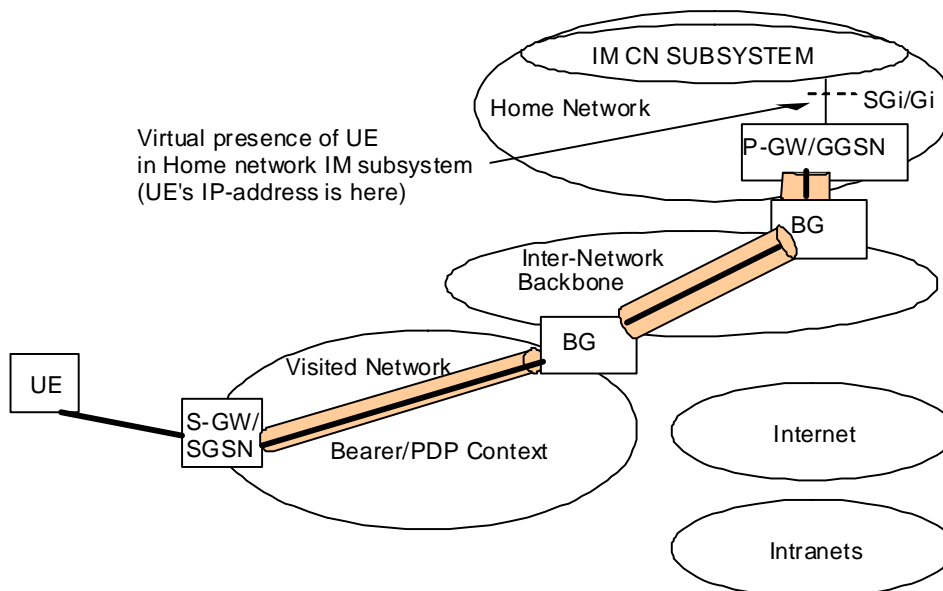 IM CN SUBSYSTEM
Home Network
SGi/Gi
Virtual presence of UE
in Home network IM subsystem
(UE's IP-address is here)
P-GW/GGSN
BG
Inter-Network
Backbone
BG
Visited Network
UE
S-GW/
SGSN
Bearer/PDP Context
Internet
Intranets